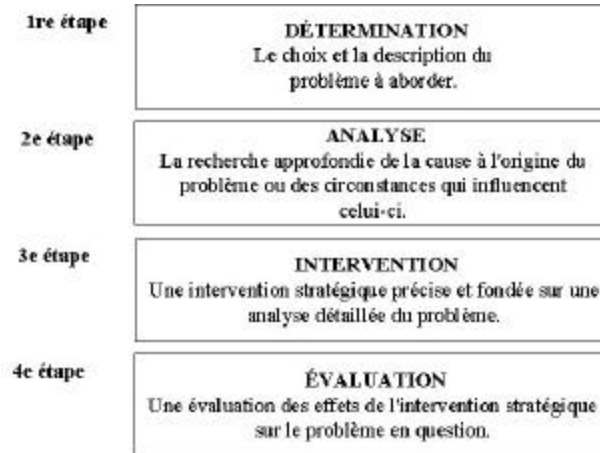 1re étape
DÉTERMINATION
Le choix et la description du
problème à aborder.
2e étape
ANALYSE
La recherche approfondie de la cause à l'origine du
problème ou des circonstances qui influencent
celui-ci.
3e étape
INTERVENTION
Une intervention stratégique précise et fondée sur une
analyse détaillée du problème.
4e étape
ÉVALUATION
Une évaluation des effets de l'intervention stratégique
sur le problème en question.